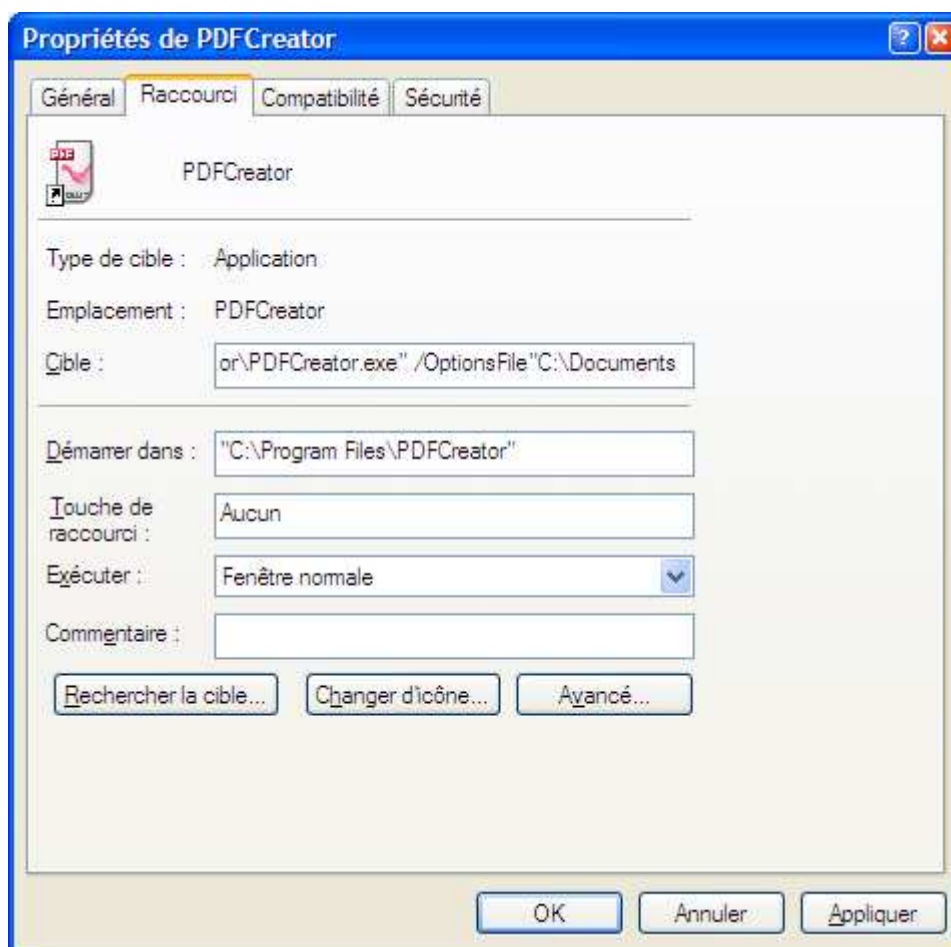 Propriétés de PDFCreator
Général Raccourci Compatibilité Sécurité
PDF
PDFCreator
Type de cible : Application
Emplacement : PDFCreator
Cible : or\PDFCreator.exe" /OptionsFile"C:\Documents
Démarrer dans : "C:\Program Files\PDFCreator"
Touche de
raccourci : Aucun
Exécuter : Fenêtre normale
Commentaire :
Rechercher la cible... Changer d'icône... Avancé...
OK Annuler Appliquer